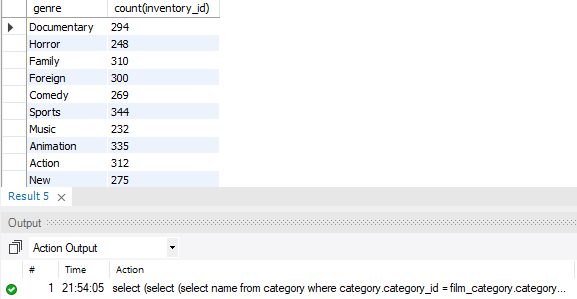 genre count(inventory_id)
Documentary 294
Horror 248
Family 310
Foreign 300
Comedy 269
Sports 344
Music 232
Animation 335
Action 312
New 275
Result 5
Output
Action Output
# Time Action
1 21:54:05 select (select (select name from category where category.category_id = film_category.category...